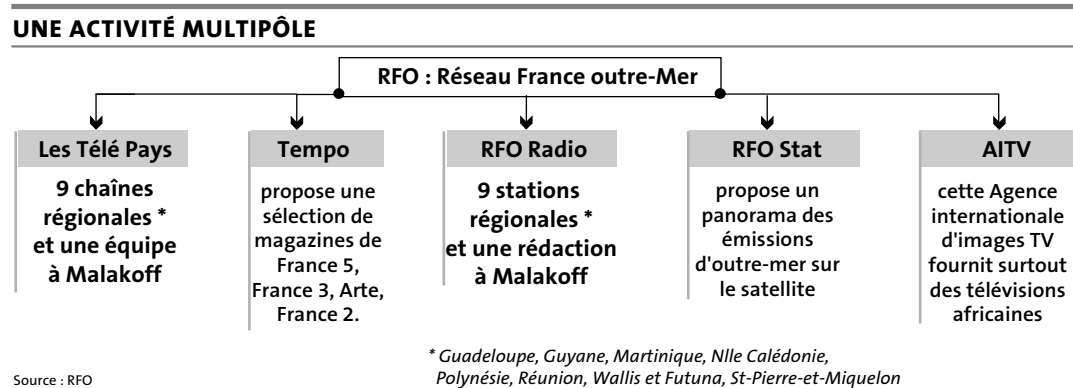 UNE ACTIVITÉ MULTIPÔLE
RFO : Réseau France outre-Mer
Les Télé Pays
9 chaînes
régionales *
et une équipe
à Malakoff
Tempo
propose une
sélection de
magazines de
France 5,
France 3, Arte,
France 2.
RFO Radio
9 stations
régionales *
et une rédaction
à Malakoff
RFO Stat
propose un
panorama des
émissions
d'outre-mer sur
le satellite
AITV
cette Agence
internationale
d'images TV
fournit surtout
des télévisions
africaines
* Guadeloupe, Guyane, Martinique, Nlle Calédonie,
Polynésie, Réunion, Wallis et Futuna, St-Pierre-et-Miquelon
Source : RFO